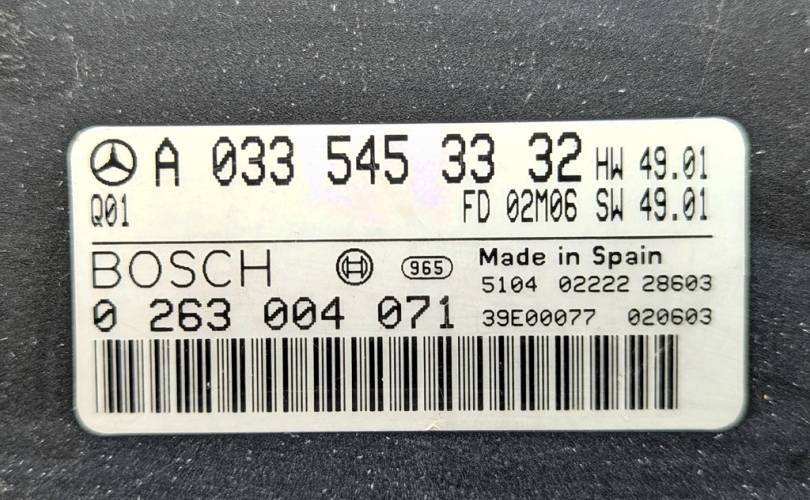 A 033 545 33 32 HW 49.01
Q01 FD 02M06 SW 49.01
BOSCH 965 Made in Spain
5104 02222 28603
0 263 004 071 39E00077 020603